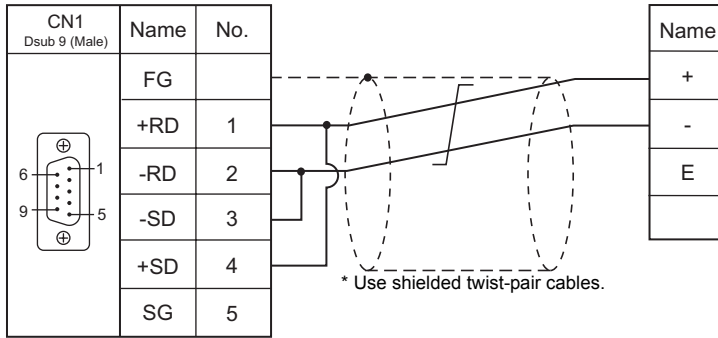 CN1
Dsub 9 (Male)
Name No.
FG
+RD 1
-RD 2
-SD 3
+SD 4
SG 5
6 1
9 5
Name
+
-
E
* Use shielded twist-pair cables.